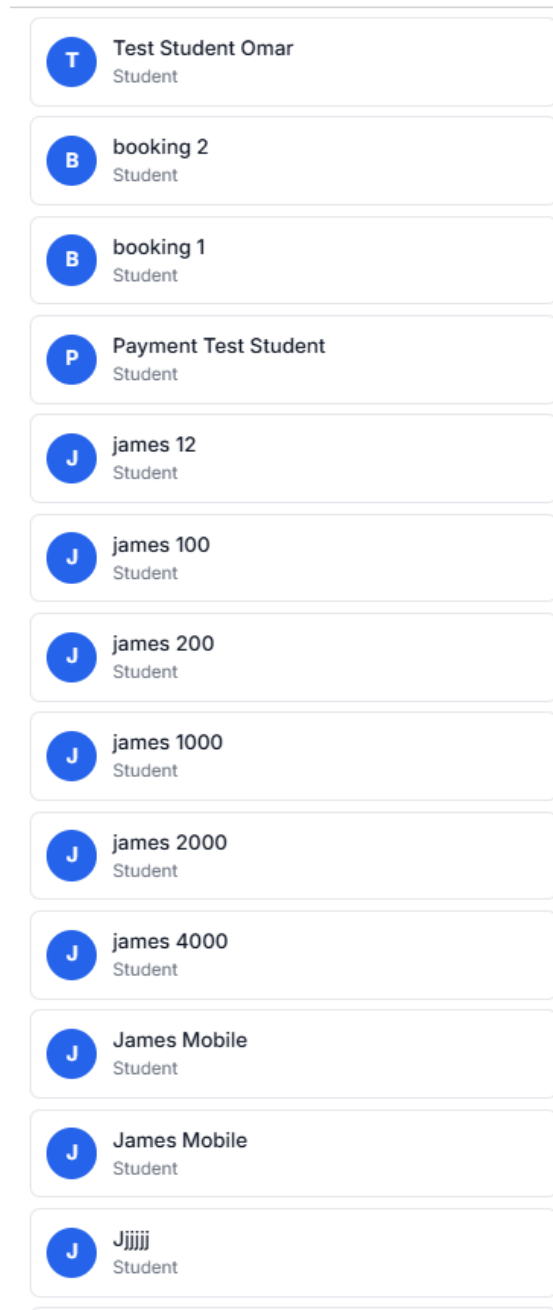 T
Test Student Omar
Student
B
booking 2
Student
B
booking 1
Student
P
Payment Test Student
Student
J
james 12
Student
J
james 100
Student
J
james 200
Student
J
james 1000
Student
J
james 2000
Student
J
james 4000
Student
J
James Mobile
Student
J
James Mobile
Student
J
Jjjjjj
Student